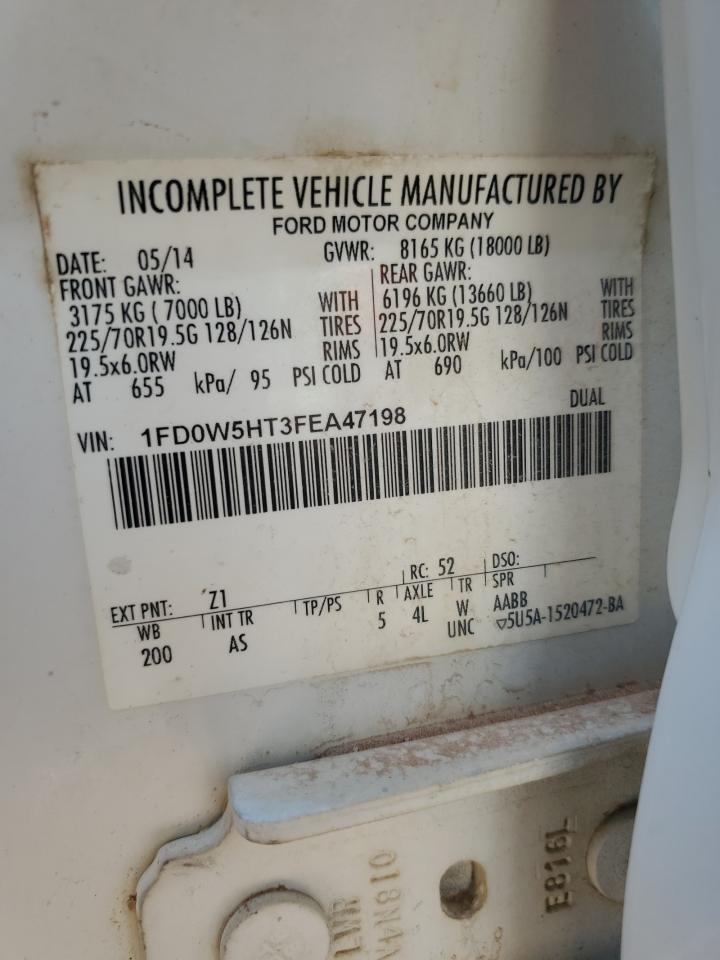 INCOMPLETE VEHICLE MANUFACTURED BY
FORD MOTOR COMPANY
DATE: 05/14 GVWR: 8165 KG (18000 LB)
FRONT GAWR: REAR GAWR:
3175 KG ( 7000 LB) WITH 6196 KG (13660 LB) WITH
225/70R19.5G 128/126N TIRES 225/70R19.5G 128/126N TIRES
19.5x6.0RW RIMS 19.5x6.0RW RIMS
AT 655 kPa/ 95 PSI COLD AT 690 kPa/100 PSI COLD
DUAL
VIN: 1FD0W5HT3FEA47198
EXT PNT: Z1 RC: 52 DSO:
WB INT TR TP/PS R AXLE TR SPR
200 AS 5 4L W AABB
UNC ▽5U5A-1520472-BA
E816L
LWR